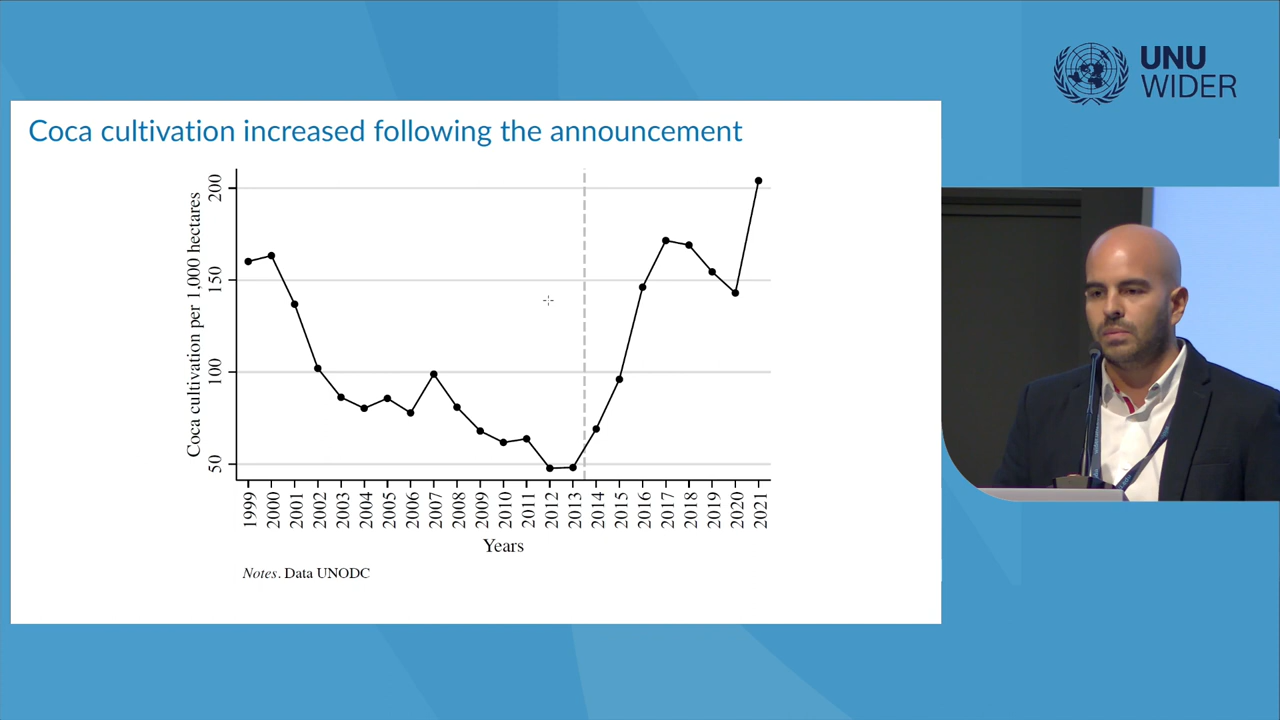 UNU
WIDER
Coca cultivation increased following the announcement
Coca cultivation per 1,000 hectares
200
150
100
50
1999 2000 2001 2002 2003 2004 2005 2006 2007 2008 2009 2010 2011 2012 2013 2014 2015 2016 2017 2018 2019 2020 2021
Years
Notes. Data UNODC